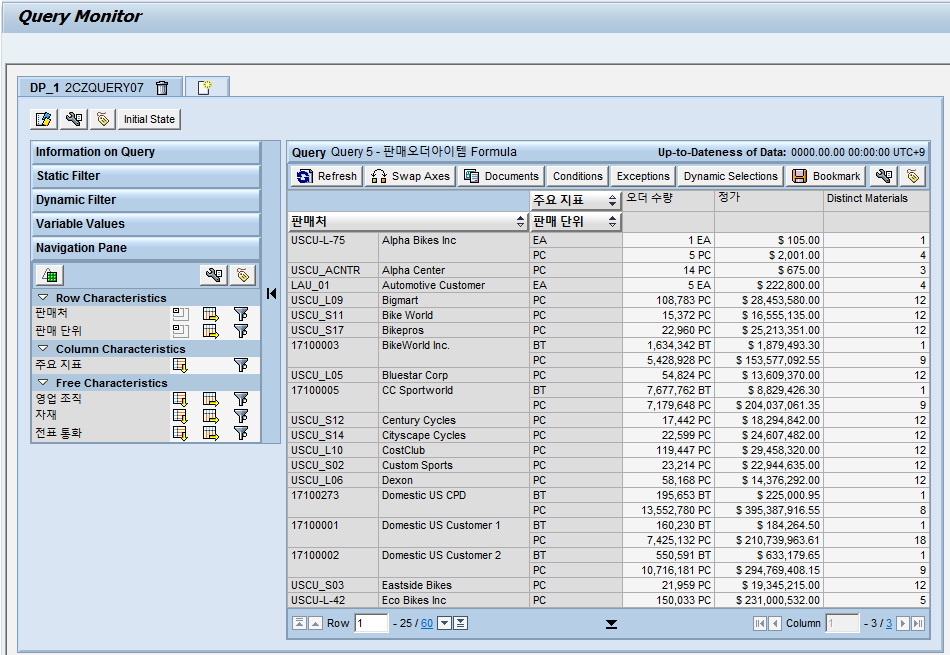 Query Monitor
DP_1 2CZQUERY07
Initial State
Information on Query
Static Filter
Dynamic Filter
Variable Values
Navigation Pane
Row Characteristics
판매처
판매 단위
Column Characteristics
주요 지표
Free Characteristics
영업 조직
자재
전표 통화
Query Query 5 - 판매오더아이템 Formula Up-to-Dateness of Data: 0000.00.00 00:00:00 UTC+9
Refresh Swap Axes Documents Conditions Exceptions Dynamic Selections Bookmark
주요 지표 오더 수량 정가 Distinct Materials
판매처 판매 단위
USCU-L-75 Alpha Bikes Inc EA 1 EA $ 105.00 1
PC 5 PC $ 2,001.00 4
USCU_ACNTR Alpha Center PC 14 PC $ 675.00 3
LAU_01 Automotive Customer EA 5 EA $ 222,800.00 4
USCU_L09 Bigmart PC 108,783 PC $ 28,453,580.00 12
USCU_S11 Bike World PC 15,372 PC $ 16,555,135.00 12
USCU_S17 Bikepros PC 22,960 PC $ 25,213,351.00 12
17100003 BikeWorld Inc. BT 1,634,342 BT $ 1,879,493.30 1
PC 5,428,928 PC $ 153,577,092.55 9
USCU_L05 Bluestar Corp PC 54,824 PC $ 13,609,370.00 12
17100005 CC Sportworld BT 7,677,762 BT $ 8,829,426.30 1
PC 7,179,648 PC $ 204,037,061.35 9
USCU_S12 Century Cycles PC 17,442 PC $ 18,294,842.00 12
USCU_S14 Cityscape Cycles PC 22,599 PC $ 24,607,482.00 12
USCU_L10 CostClub PC 119,447 PC $ 29,458,320.00 12
USCU_S02 Custom Sports PC 23,214 PC $ 22,944,635.00 12
USCU_L06 Dexon PC 58,168 PC $ 14,376,292.00 12
17100273 Domestic US CPD BT 195,653 BT $ 225,000.95 1
PC 13,552,780 PC $ 395,387,916.55 8
17100001 Domestic US Customer 1 BT 160,230 BT $ 184,264.50 1
PC 7,425,132 PC $ 210,739,963.61 18
17100002 Domestic US Customer 2 BT 550,591 BT $ 633,179.65 1
PC 10,716,181 PC $ 294,769,408.15 9
USCU_S03 Eastside Bikes PC 21,959 PC $ 19,345,215.00 12
USCU-L-42 Eco Bikes Inc PC 150,033 PC $ 231,000,532.00 5
Row 1 - 25 / 60 Column 1 - 3 / 3